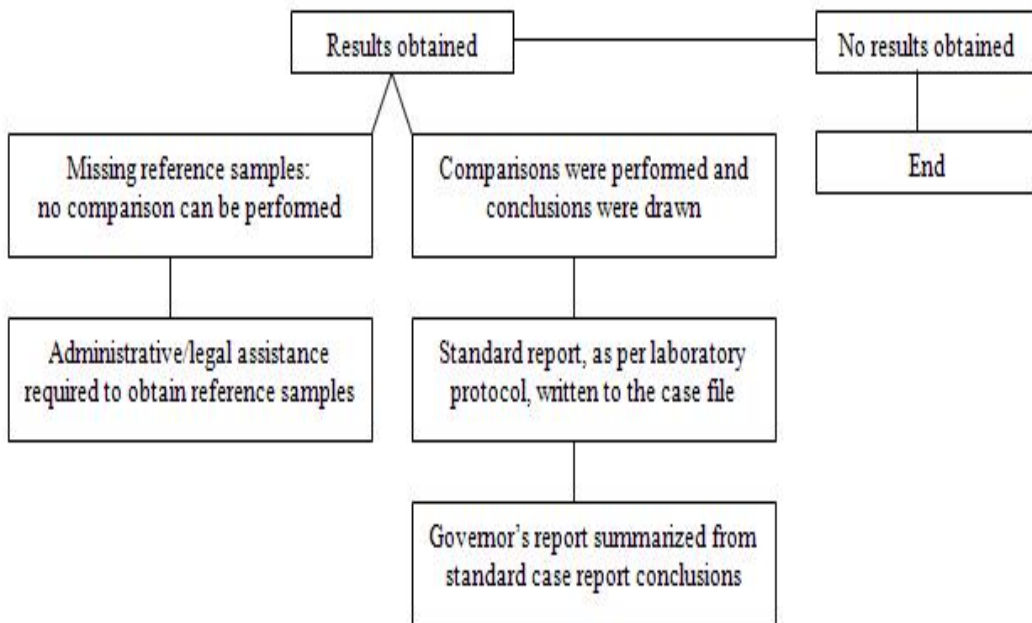 Results obtained
No results obtained
Missing reference samples:
no comparison can be performed
Comparisons were performed and
conclusions were drawn
End
Administrative/legal assistance
required to obtain reference samples
Standard report, as per laboratory
protocol, written to the case file
Governor's report summarized from
standard case report conclusions